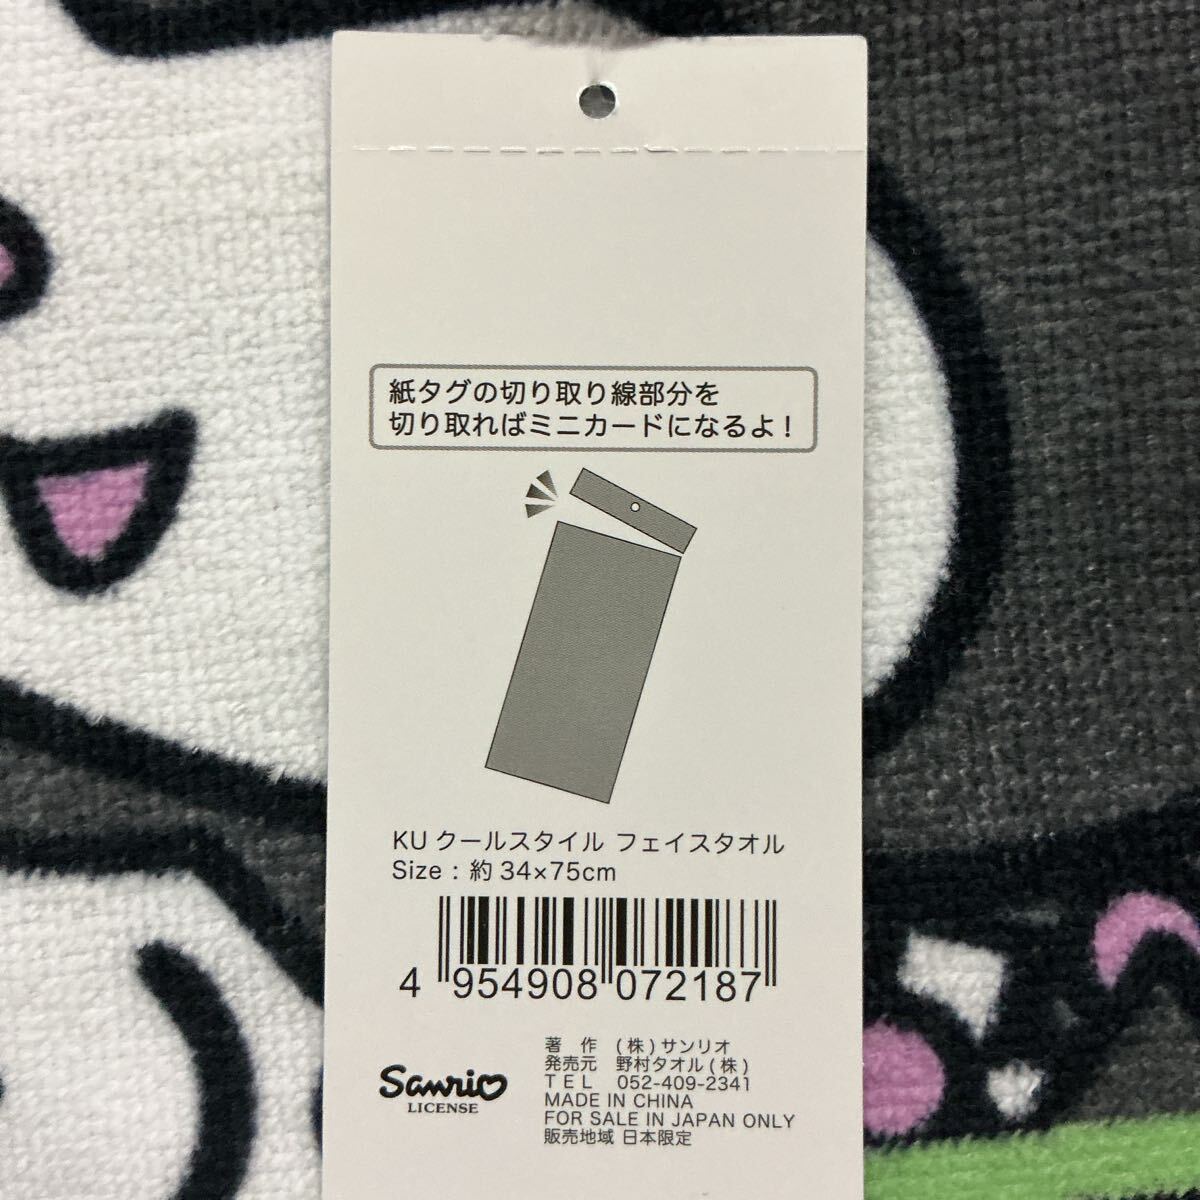 紙タグの切り取り線部分を
切り取ればミニカードになるよ！
KU クールスタイル フェイスタオル
Size : 約 34×75cm
4 954908 072187
Sanrio
LICENSE
著 作 (株)サンリオ
発売元 野村タオル(株)
TEL 052-409-2341
MADE IN CHINA
FOR SALE IN JAPAN ONLY
販売地域 日本限定